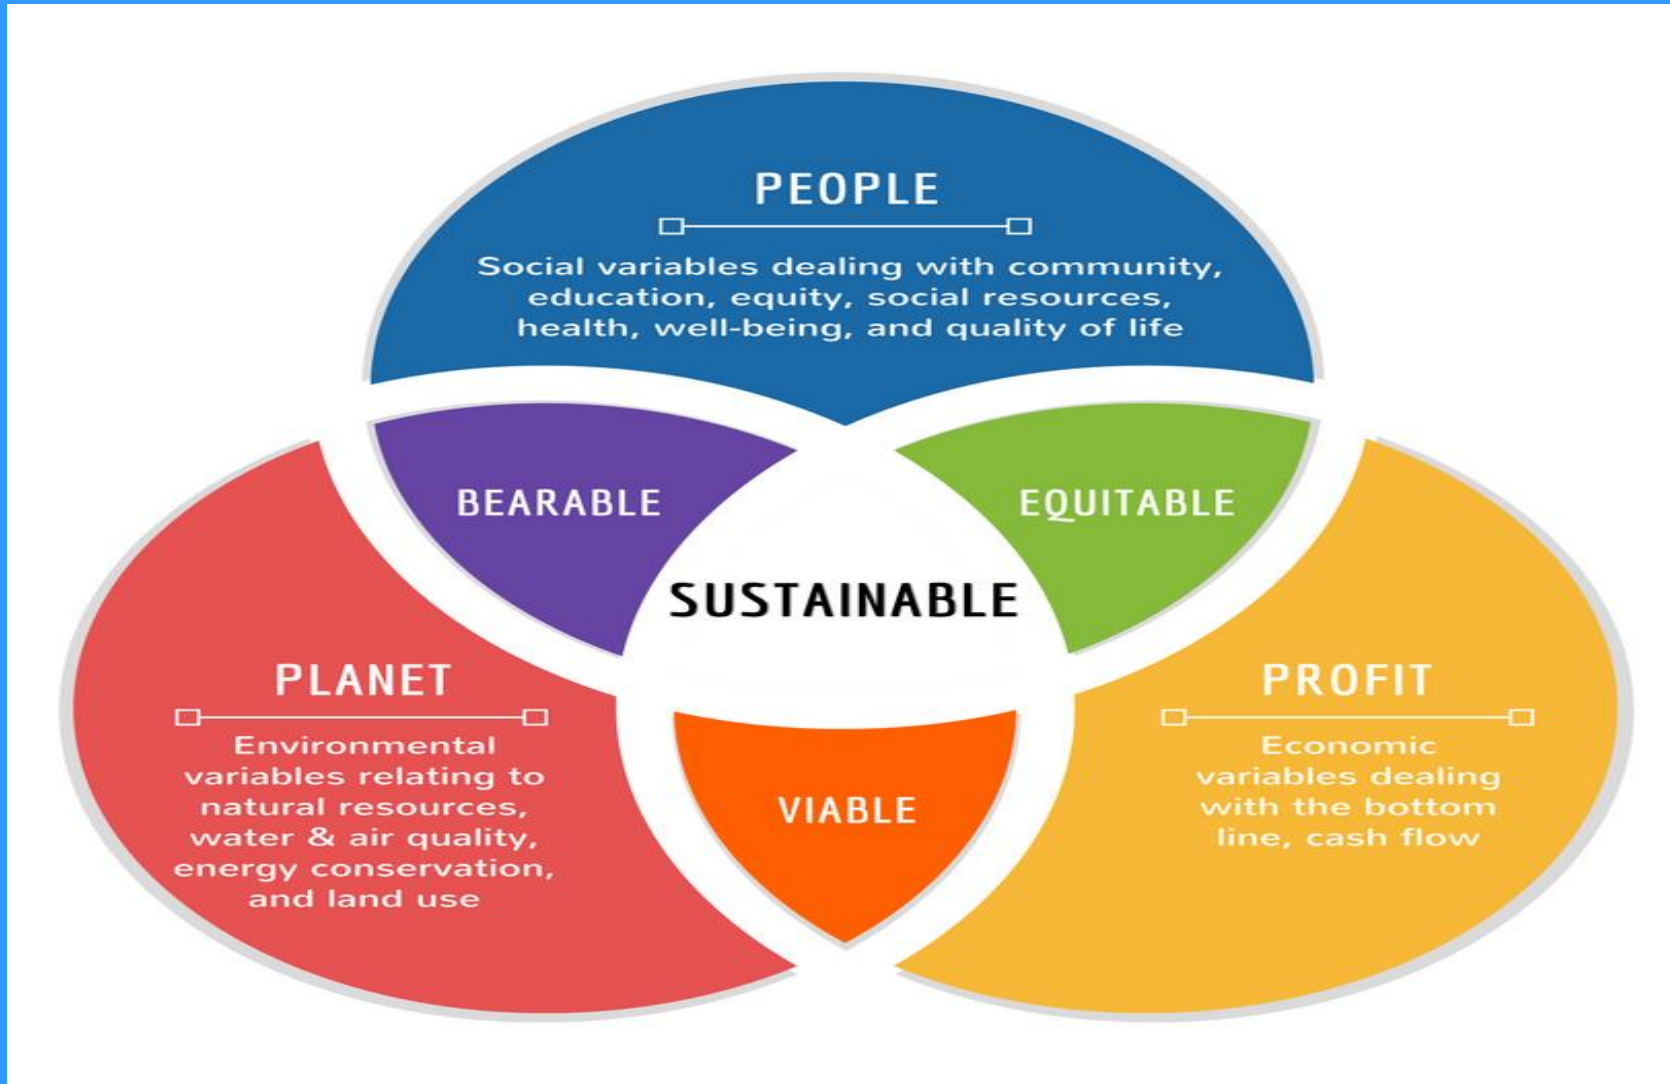 PEOPLE
Social variables dealing with community,
education, equity, social resources,
health, well-being, and quality of life
BEARABLE
EQUITABLE
SUSTAINABLE
PLANET
Environmental
variables relating to
natural resources,
water & air quality,
energy conservation,
and land use
PROFIT
Economic
variables dealing
with the bottom
line, cash flow
VIABLE